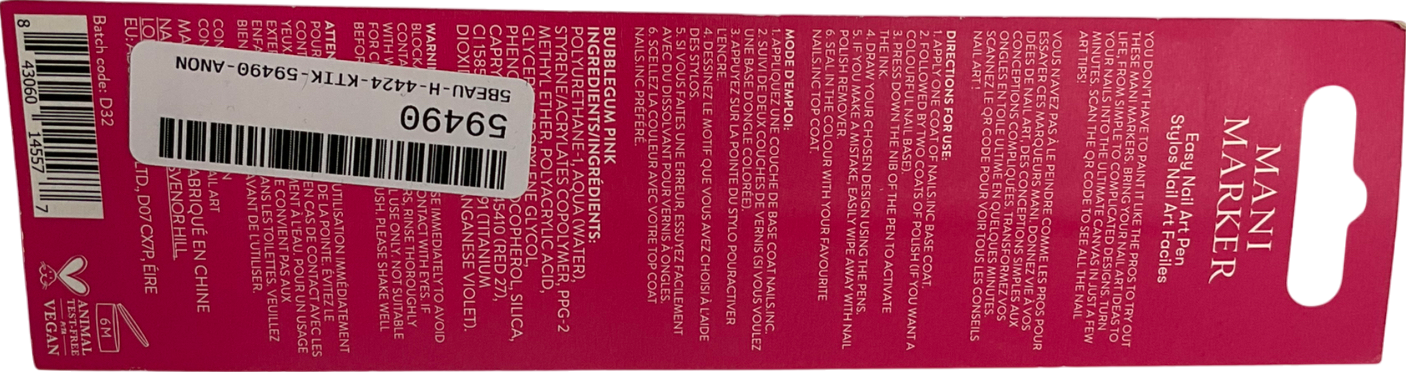 MANI
MARKER
Easy Nail Art Pen
Stylos Nail Art Faciles
YOU DON'T HAVE TO PAINT IT LIKE THE PROS TO TRY OUT
THESE MANI MARKERS. BRING YOUR NAIL ART IDEAS TO
LIFE, FROM SIMPLE TO COMPLICATED DESIGNS. TURN
YOUR NAILS INTO THE ULTIMATE CANVAS IN JUST A FEW
MINUTES. SCAN THE QR CODE TO SEE ALL THE NAIL
ART TIPS!
VOUS N'AVEZ PAS À LE PEINDRE COMME LES PROS POUR
ESSAYER CES MARQUEURS MANI. DONNEZ VIE À VOS
IDÉES DE NAIL ART, DES CONCEPTIONS SIMPLES AUX
CONCEPTIONS COMPLIQUÉES. TRANSFORMEZ VOS
ONGLES EN TOILE ULTIME EN QUELQUES MINUTES.
SCANNEZ LE QR CODE POUR VOIR TOUS LES CONSEILS
NAIL ART !
DIRECTIONS FOR USE:
1. APPLY ONE COAT OF NAILS.INC BASE COAT.
2. FOLLOWED BY TWO COATS OF POLISH (IF YOU WANT A
COLOURFUL NAIL BASE).
3. PRESS DOWN THE NIB OF THE PEN TO ACTIVATE
THE INK.
4. DRAW YOUR CHOSEN DESIGN USING THE PENS.
5. IF YOU MAKE A MISTAKE, EASILY WIPE AWAY WITH NAIL
POLISH REMOVER.
6. SEAL IN THE COLOUR WITH YOUR FAVOURITE
NAILS.INC TOP COAT.
MODE D'EMPLOI:
1. APPLIQUEZ UNE COUCHE DE BASE COAT NAILS.INC.
2. SUIVI DE DEUX COUCHES DE VERNIS (SI VOUS VOULEZ
UNE BASE D'ONGLE COLORÉE).
3. APPUYEZ SUR LA POINTE DU STYLO POUR ACTIVER
L'ENCRE.
4. DESSINEZ LE MOTIF QUE VOUS AVEZ CHOISI À L'AIDE
DES STYLOS.
5. SI VOUS FAITES UNE ERREUR, ESSUYEZ FACILEMENT
AVEC DU DISSOLVANT POUR VERNIS À ONGLES.
6. SCELLEZ LA COULEUR AVEC VOTRE TOP COAT
NAILS.INC PRÉFÉRÉ.
BUBBLEGUM PINK
INGREDIENTS/INGRÉDIENTS:
POLYURETHANE-1, AQUA (WATER),
STYRENE/ACRYLATES COPOLYMER, PPG-2
METHYL ETHER, POLYACRYLIC ACID,
GLYCER YLENE GLYCOL,
PHENO COPHEROL, SILICA,
CI 1585 5410 (RED 27),
91 (TITANIUM
DIOXI NGANESE VIOLET).
WARN SE IMMEDIATELY TO AVOID
BLOCK ONTACT WITH EYES. IF
CONTA RS, RINSE THOROUGHLY
WITH W L USE ONLY. NOT SUITABLE
FOR C USH. PLEASE SHAKE WELL
BEFOR
ATTEN UTILISATION IMMÉDIATEMENT
POUR DE LA POINTE. ÉVITEZ LE
CONT EN CAS DE CONTACT AVEC LES
YEUX MENT À L'EAU. POUR UN USAGE
EXTE E CONVIENT PAS AUX
ENFA ANS LES TOILETTES. VEUILLEZ
BIEN AVANT DE L'UTILISER.
CON
CON ALART
MA ABRIQUÉ EN CHINE
NA VENOR HILL
LO
EU: LTD, D07 CX7P, ÉIRE
Batch code: D32
8 43060 14557 7
59490
5BEAU-H-4424-KTIK-59490-ANON
6M
ANIMAL
TEST-FREE
VEGAN